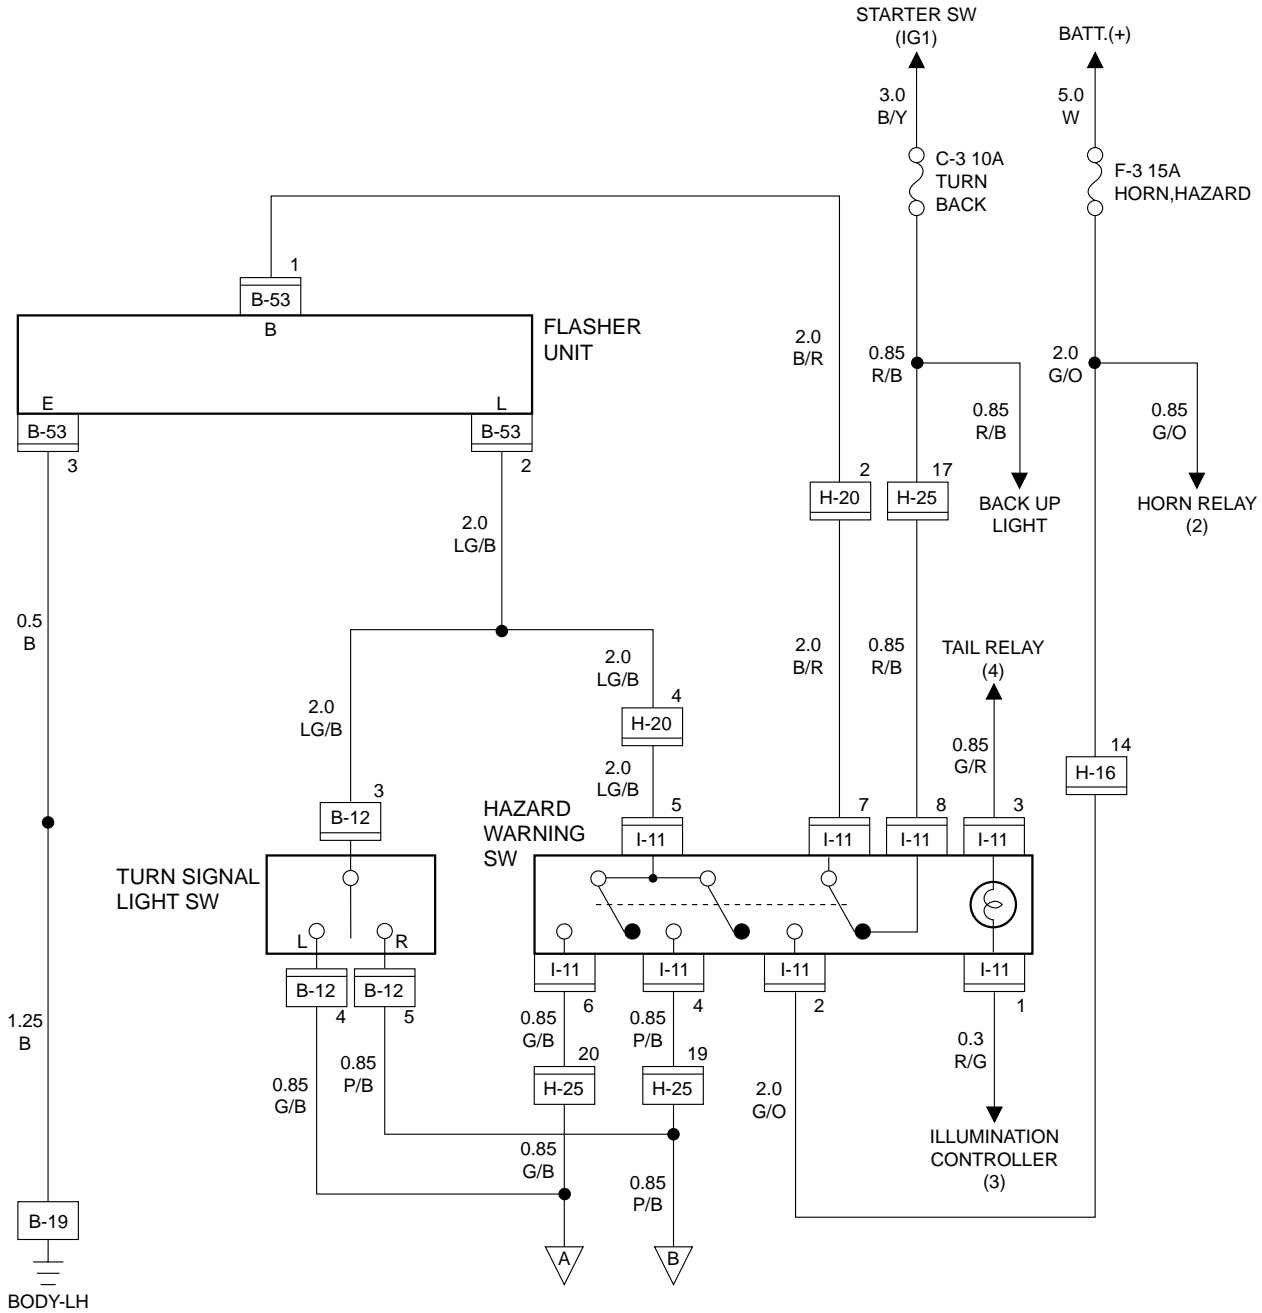 STARTER SW
(IG1)
BATT.(+)
3.0
B/Y
5.0
W
C-3 10A
TURN
BACK
F-3 15A
HORN,HAZARD
1
B-53
B
FLASHER
UNIT
E
L
B-53
3
B-53
2
2.0
B/R
0.85
R/B
0.85
R/B
2.0
G/O
0.85
G/O
2
H-20
17
H-25
BACK UP
LIGHT
HORN RELAY
(2)
2.0
LG/B
0.5
B
2.0
LG/B
2.0
LG/B
4
H-20
2.0
LG/B
2.0
B/R
0.85
R/B
TAIL RELAY
(4)
0.85
G/R
14
H-16
3
B-12
HAZARD
WARNING
SW
5
I-11
7
I-11
8
I-11
3
I-11
TURN SIGNAL
LIGHT SW
L
R
B-12
4
B-12
5
I-11
6
I-11
4
I-11
2
I-11
1
1.25
B
0.85
G/B
0.85
P/B
0.85
G/B
0.85
P/B
20
H-25
19
H-25
2.0
G/O
0.3
R/G
ILLUMINATION
CONTROLLER
(3)
0.85
G/B
0.85
P/B
B-19
BODY-LH
A
B